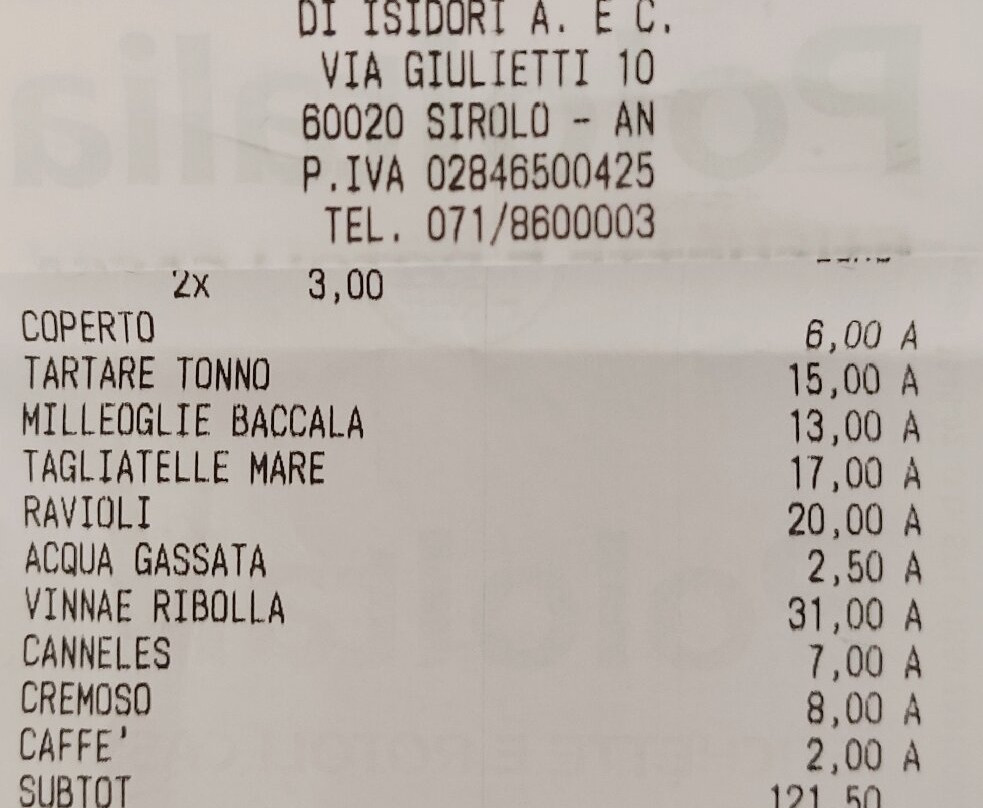 DI ISIDORI A. E C.
VIA GIULIETTI 10
60020 SIROLO - AN
P.IVA 02846500425
TEL. 071/8600003
2x 3,00
COPERTO 6,00 A
TARTARE TONNO 15,00 A
MILLEOGLIE BACCALA 13,00 A
TAGLIATELLE MARE 17,00 A
RAVIOLI 20,00 A
ACQUA GASSATA 2,50 A
VINNAE RIBOLLA 31,00 A
CANNELES 7,00 A
CREMOSO 8,00 A
CAFFE' 2,00 A
SUBTOT 121,50